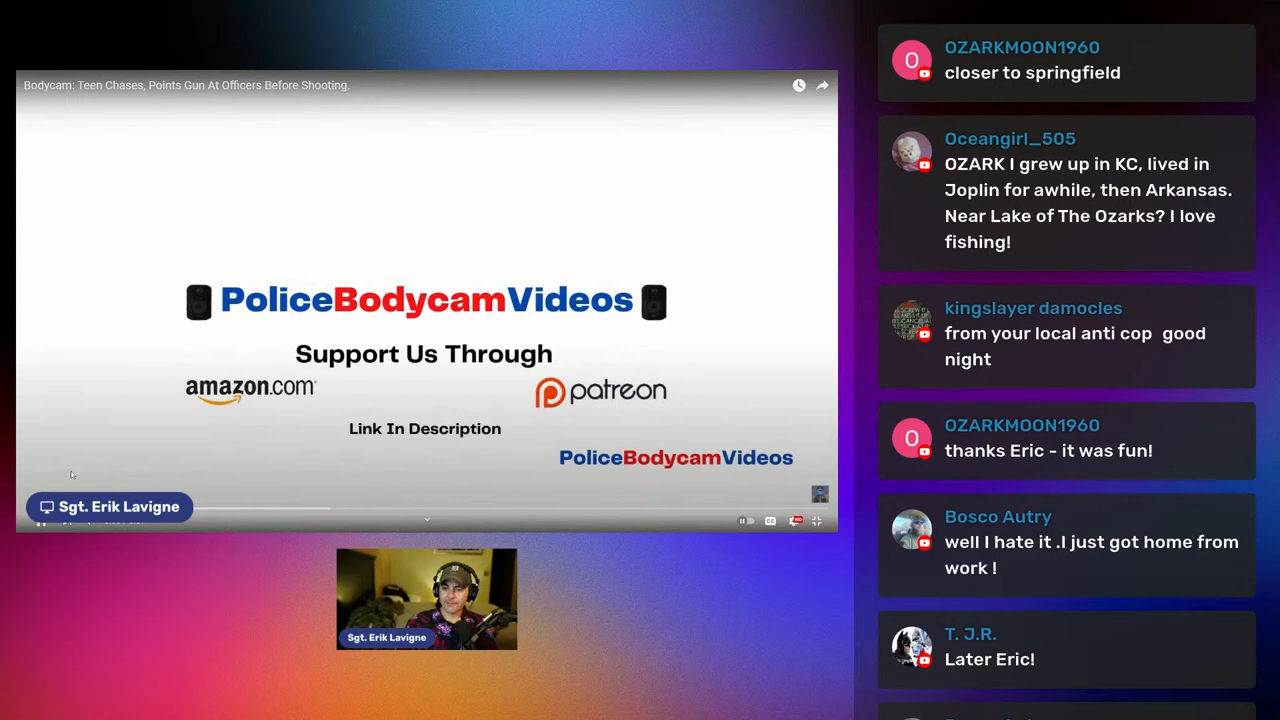 Bodycam: Teen Chases, Points Gun At Officers Before Shooting.
PoliceBodycamVideos
Support Us Through
amazon.com
patreon
Link In Description
PoliceBodycamVideos
Sgt. Erik Lavigne
CC
HD
Sgt. Erik Lavigne
O
OZARKMOON1960
closer to springfield
Oceangirl_505
OZARK I grew up in KC, lived in
Joplin for awhile, then Arkansas.
Near Lake of The Ozarks? I love
fishing!
kingslayer damocles
from your local anti cop good
night
O
OZARKMOON1960
thanks Eric - it was fun!
Bosco Autry
well I hate it .I just got home from
work !
T. J.R.
Later Eric!